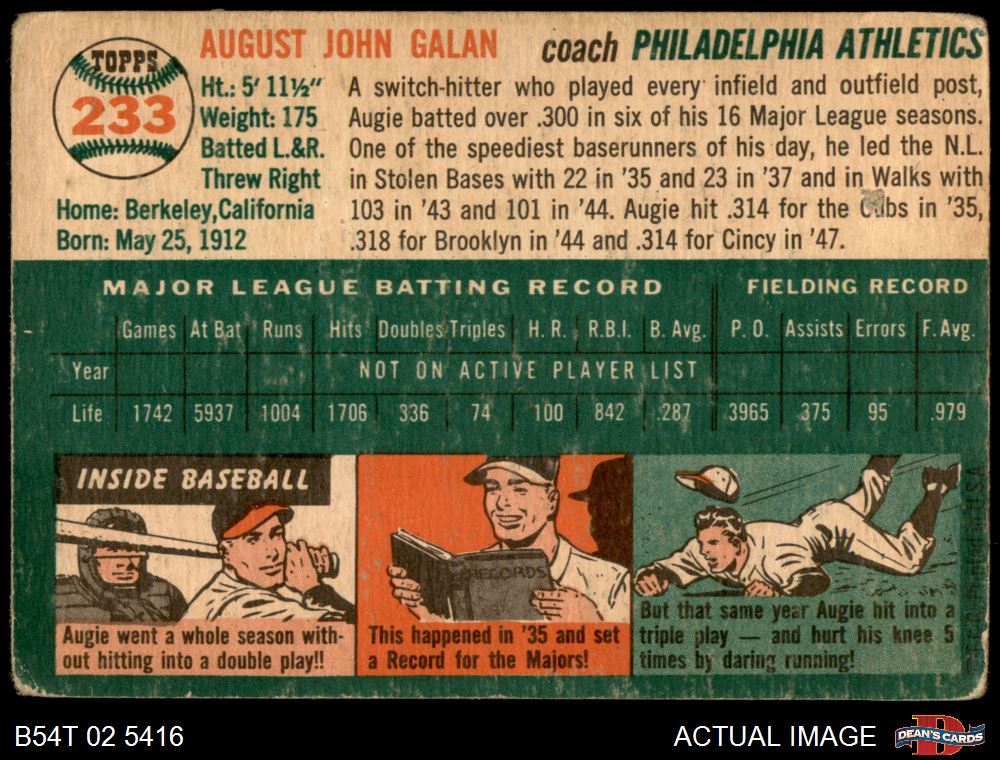 TOPPS
233
AUGUST JOHN GALAN coach PHILADELPHIA ATHLETICS
Ht.: 5' 11½"
Weight: 175
Batted L.&R.
Threw Right
Home: Berkeley, California
Born: May 25, 1912
A switch-hitter who played every infield and outfield post,
Augie batted over .300 in six of his 16 Major League seasons.
One of the speediest baserunners of his day, he led the N.L.
in Stolen Bases with 22 in '35 and 23 in '37 and in Walks with
103 in '43 and 101 in '44. Augie hit .314 for the Cubs in '35,
.318 for Brooklyn in '44 and .314 for Cincy in '47.
MAJOR LEAGUE BATTING RECORD FIELDING RECORD
Games At Bat Runs Hits Doubles Triples H. R. R.B.I. B. Avg. P. O. Assists Errors F. Avg.
Year NOT ON ACTIVE PLAYER LIST
Life 1742 5937 1004 1706 336 74 100 842 .287 3965 375 95 .979
INSIDE BASEBALL
Augie went a whole season with-
out hitting into a double play!!
RECORDS
This happened in '35 and set
a Record for the Majors!
But that same year Augie hit into a
triple play — and hurt his knee 5
times by daring running!
B54T 02 5416
ACTUAL IMAGE
DEAN'S CARDS